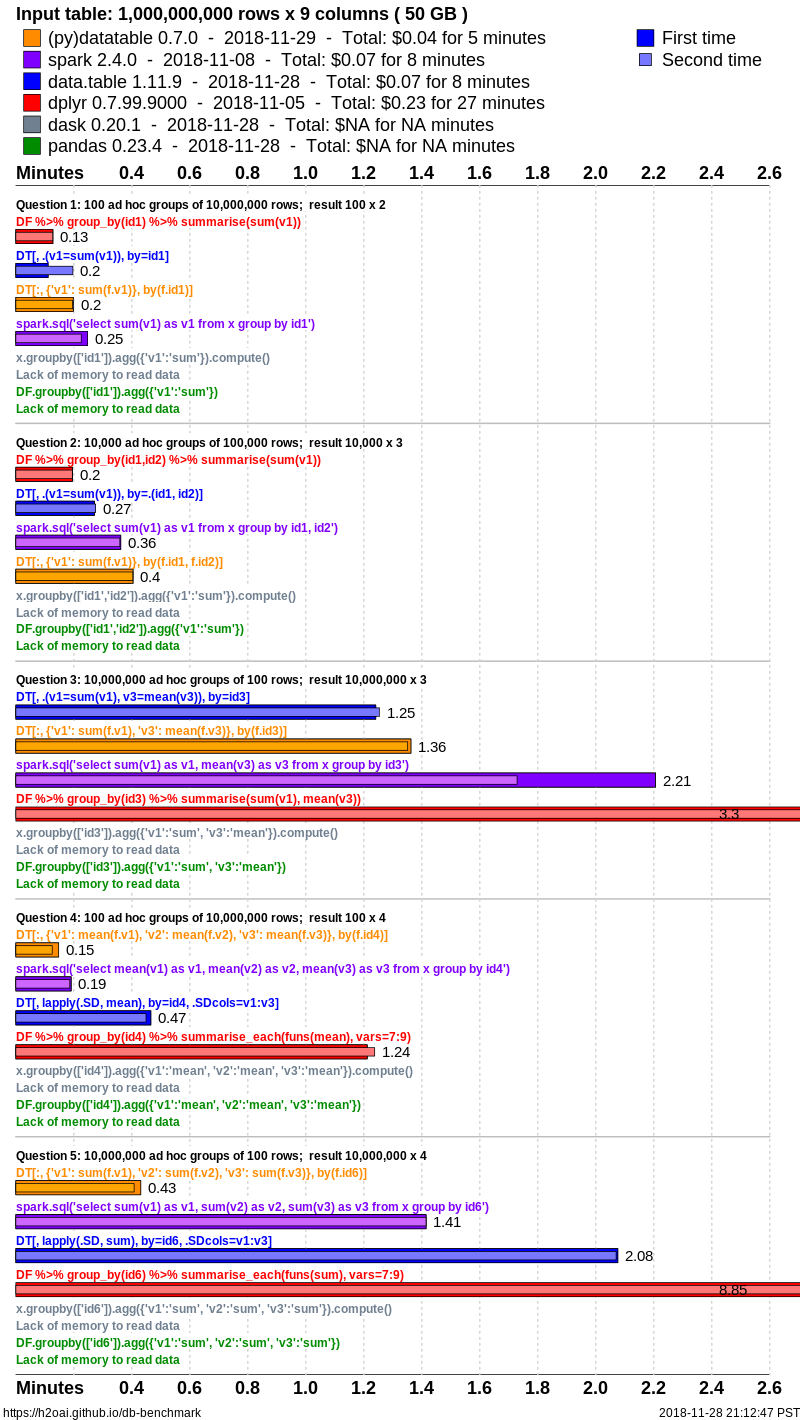 Input table: 1,000,000,000 rows x 9 columns ( 50 GB )
(py)datatable 0.7.0 - 2018-11-29 - Total: $0.04 for 5 minutes
First time
spark 2.4.0 - 2018-11-08 - Total: $0.07 for 8 minutes
Second time
data.table 1.11.9 - 2018-11-28 - Total: $0.07 for 8 minutes
dplyr 0.7.99.9000 - 2018-11-05 - Total: $0.23 for 27 minutes
dask 0.20.1 - 2018-11-28 - Total: $NA for NA minutes
pandas 0.23.4 - 2018-11-28 - Total: $NA for NA minutes
Minutes 0.4 0.6 0.8 1.0 1.2 1.4 1.6 1.8 2.0 2.2 2.4 2.6
Question 1: 100 ad hoc groups of 10,000,000 rows; result 100 x 2
DF %>% group_by(id1) %>% summarise(sum(v1))
0.13
DT[, .(v1=sum(v1)), by=id1]
0.2
DT[:, {'v1': sum(f.v1)}, by(f.id1)]
0.2
spark.sql('select sum(v1) as v1 from x group by id1')
0.25
x.groupby(['id1']).agg({'v1':'sum'}).compute()
Lack of memory to read data
DF.groupby(['id1']).agg({'v1':'sum'})
Lack of memory to read data
Question 2: 10,000 ad hoc groups of 100,000 rows; result 10,000 x 3
DF %>% group_by(id1,id2) %>% summarise(sum(v1))
0.2
DT[, .(v1=sum(v1)), by=.(id1, id2)]
0.27
spark.sql('select sum(v1) as v1 from x group by id1, id2')
0.36
DT[:, {'v1': sum(f.v1)}, by(f.id1, f.id2)]
0.4
x.groupby(['id1','id2']).agg({'v1':'sum'}).compute()
Lack of memory to read data
DF.groupby(['id1','id2']).agg({'v1':'sum'})
Lack of memory to read data
Question 3: 10,000,000 ad hoc groups of 100 rows; result 10,000,000 x 3
DT[, .(v1=sum(v1), v3=mean(v3)), by=id3]
1.25
DT[:, {'v1': sum(f.v1), 'v3': mean(f.v3)}, by(f.id3)]
1.36
spark.sql('select sum(v1) as v1, mean(v3) as v3 from x group by id3')
2.21
DF %>% group_by(id3) %>% summarise(sum(v1), mean(v3))
3.3
x.groupby(['id3']).agg({'v1':'sum', 'v3':'mean'}).compute()
Lack of memory to read data
DF.groupby(['id3']).agg({'v1':'sum', 'v3':'mean'})
Lack of memory to read data
Question 4: 100 ad hoc groups of 10,000,000 rows; result 100 x 4
DT[:, {'v1': mean(f.v1), 'v2': mean(f.v2), 'v3': mean(f.v3)}, by(f.id4)]
0.15
spark.sql('select mean(v1) as v1, mean(v2) as v2, mean(v3) as v3 from x group by id4')
0.19
DT[, lapply(.SD, mean), by=id4, .SDcols=v1:v3]
0.47
DF %>% group_by(id4) %>% summarise_each(funs(mean), vars=7:9)
1.24
x.groupby(['id4']).agg({'v1':'mean', 'v2':'mean', 'v3':'mean'}).compute()
Lack of memory to read data
DF.groupby(['id4']).agg({'v1':'mean', 'v2':'mean', 'v3':'mean'})
Lack of memory to read data
Question 5: 10,000,000 ad hoc groups of 100 rows; result 10,000,000 x 4
DT[:, {'v1': sum(f.v1), 'v2': sum(f.v2), 'v3': sum(f.v3)}, by(f.id6)]
0.43
spark.sql('select sum(v1) as v1, sum(v2) as v2, sum(v3) as v3 from x group by id6')
1.41
DT[, lapply(.SD, sum), by=id6, .SDcols=v1:v3]
2.08
DF %>% group_by(id6) %>% summarise_each(funs(sum), vars=7:9)
8.85
x.groupby(['id6']).agg({'v1':'sum', 'v2':'sum', 'v3':'sum'}).compute()
Lack of memory to read data
DF.groupby(['id6']).agg({'v1':'sum', 'v2':'sum', 'v3':'sum'})
Lack of memory to read data
Minutes 0.4 0.6 0.8 1.0 1.2 1.4 1.6 1.8 2.0 2.2 2.4 2.6
https://h2oai.github.io/db-benchmark
2018-11-28 21:12:47 PST